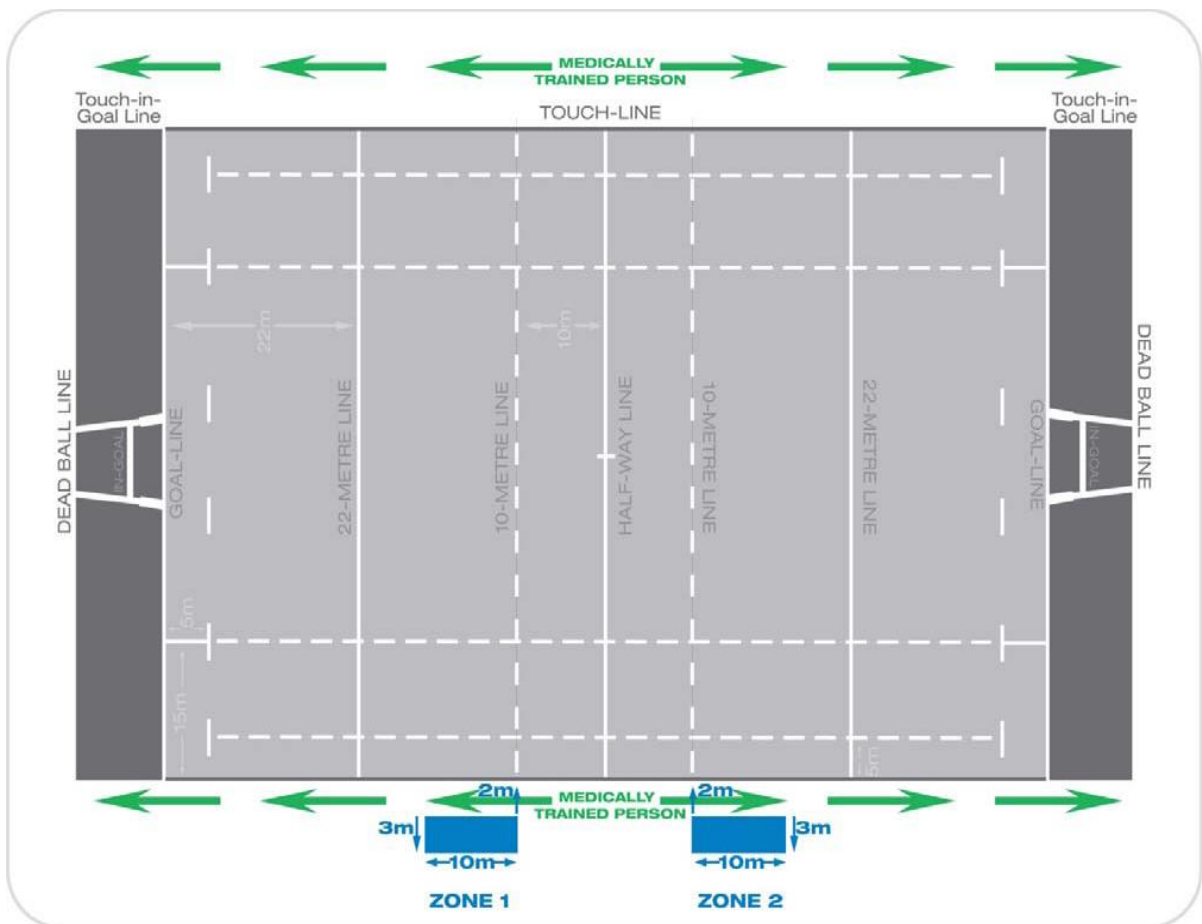 MEDICALLY
TRAINED PERSON
Touch-in-
Goal Line
TOUCH-LINE
Touch-in-
Goal Line
22m
10m
DEAD BALL LINE
IN-GOAL
GOAL-LINE
22-METRE LINE
10-METRE LINE
HALF-WAY LINE
10-METRE LINE
22-METRE LINE
GOAL-LINE
IN-GOAL
DEAD BALL LINE
5m
15m
5m
2m
MEDICALLY
TRAINED PERSON
2m
3m
10m
10m
3m
ZONE 1
ZONE 2